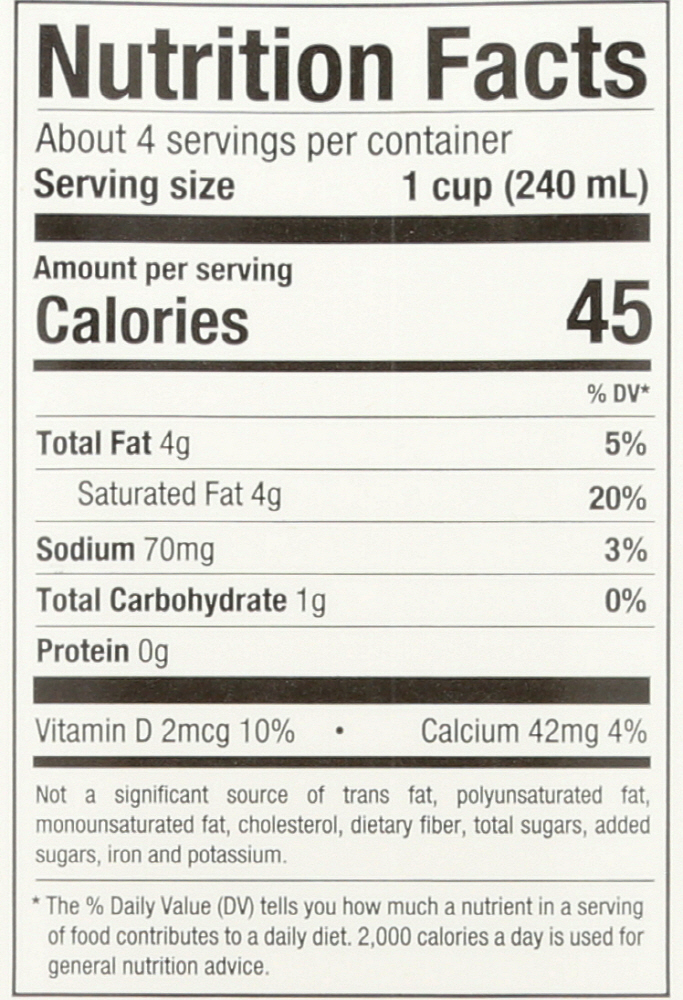 Nutrition Facts
About 4 servings per container
Serving size 1 cup (240 mL)
Amount per serving
Calories 45
% DV*
Total Fat 4g 5%
Saturated Fat 4g 20%
Sodium 70mg 3%
Total Carbohydrate 1g 0%
Protein 0g
Vitamin D 2mcg 10% • Calcium 42mg 4%
Not a significant source of trans fat, polyunsaturated fat,
monounsaturated fat, cholesterol, dietary fiber, total sugars, added
sugars, iron and potassium.
* The % Daily Value (DV) tells you how much a nutrient in a serving
of food contributes to a daily diet. 2,000 calories a day is used for
general nutrition advice.